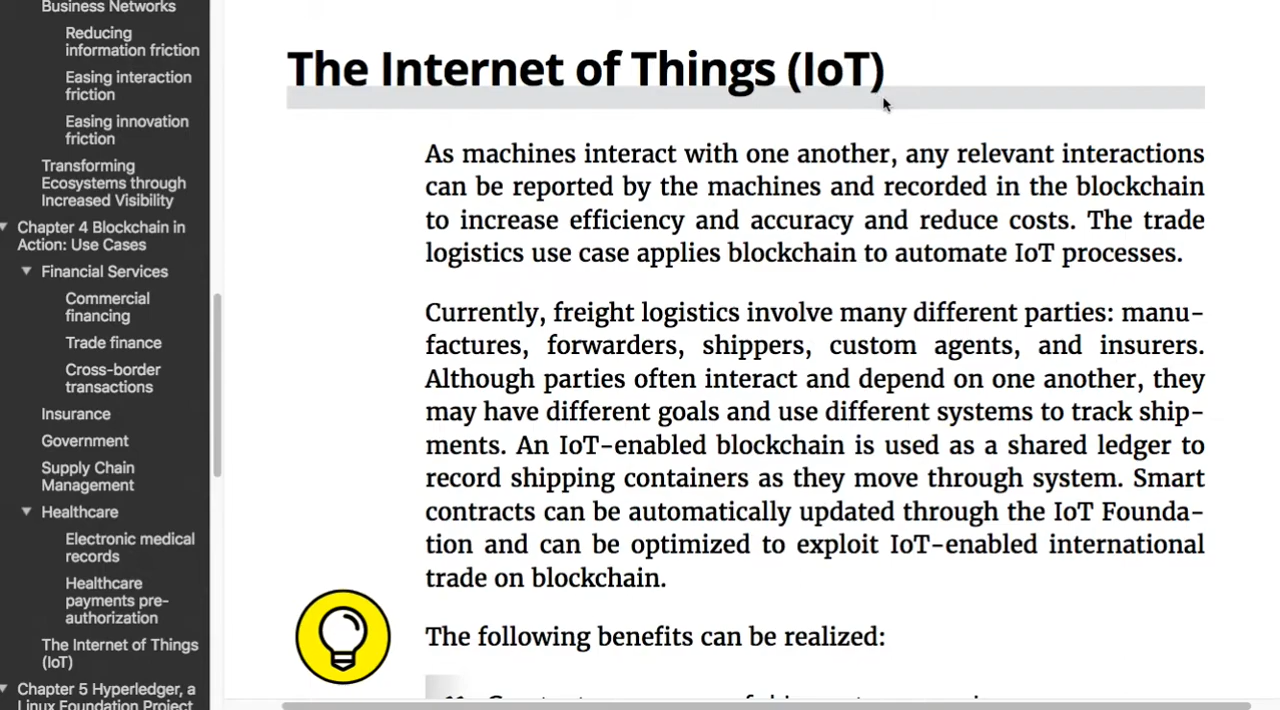 Business Networks
Reducing
information friction
Easing interaction
friction
Easing innovation
friction
Transforming
Ecosystems through
Increased Visibility
Chapter 4 Blockchain in
Action: Use Cases
Financial Services
Commercial
financing
Trade finance
Cross-border
transactions
Insurance
Government
Supply Chain
Management
Healthcare
Electronic medical
records
Healthcare
payments pre-
authorization
The Internet of Things
(IoT)
Chapter 5 Hyperledger, a
Linux Foundation Project
The Internet of Things (IoT)
As machines interact with one another, any relevant interactions
can be reported by the machines and recorded in the blockchain
to increase efficiency and accuracy and reduce costs. The trade
logistics use case applies blockchain to automate IoT processes.
Currently, freight logistics involve many different parties: manu-
factures, forwarders, shippers, custom agents, and insurers.
Although parties often interact and depend on one another, they
may have different goals and use different systems to track ship-
ments. An IoT-enabled blockchain is used as a shared ledger to
record shipping containers as they move through system. Smart
contracts can be automatically updated through the IoT Founda-
tion and can be optimized to exploit IoT-enabled international
trade on blockchain.
The following benefits can be realized: